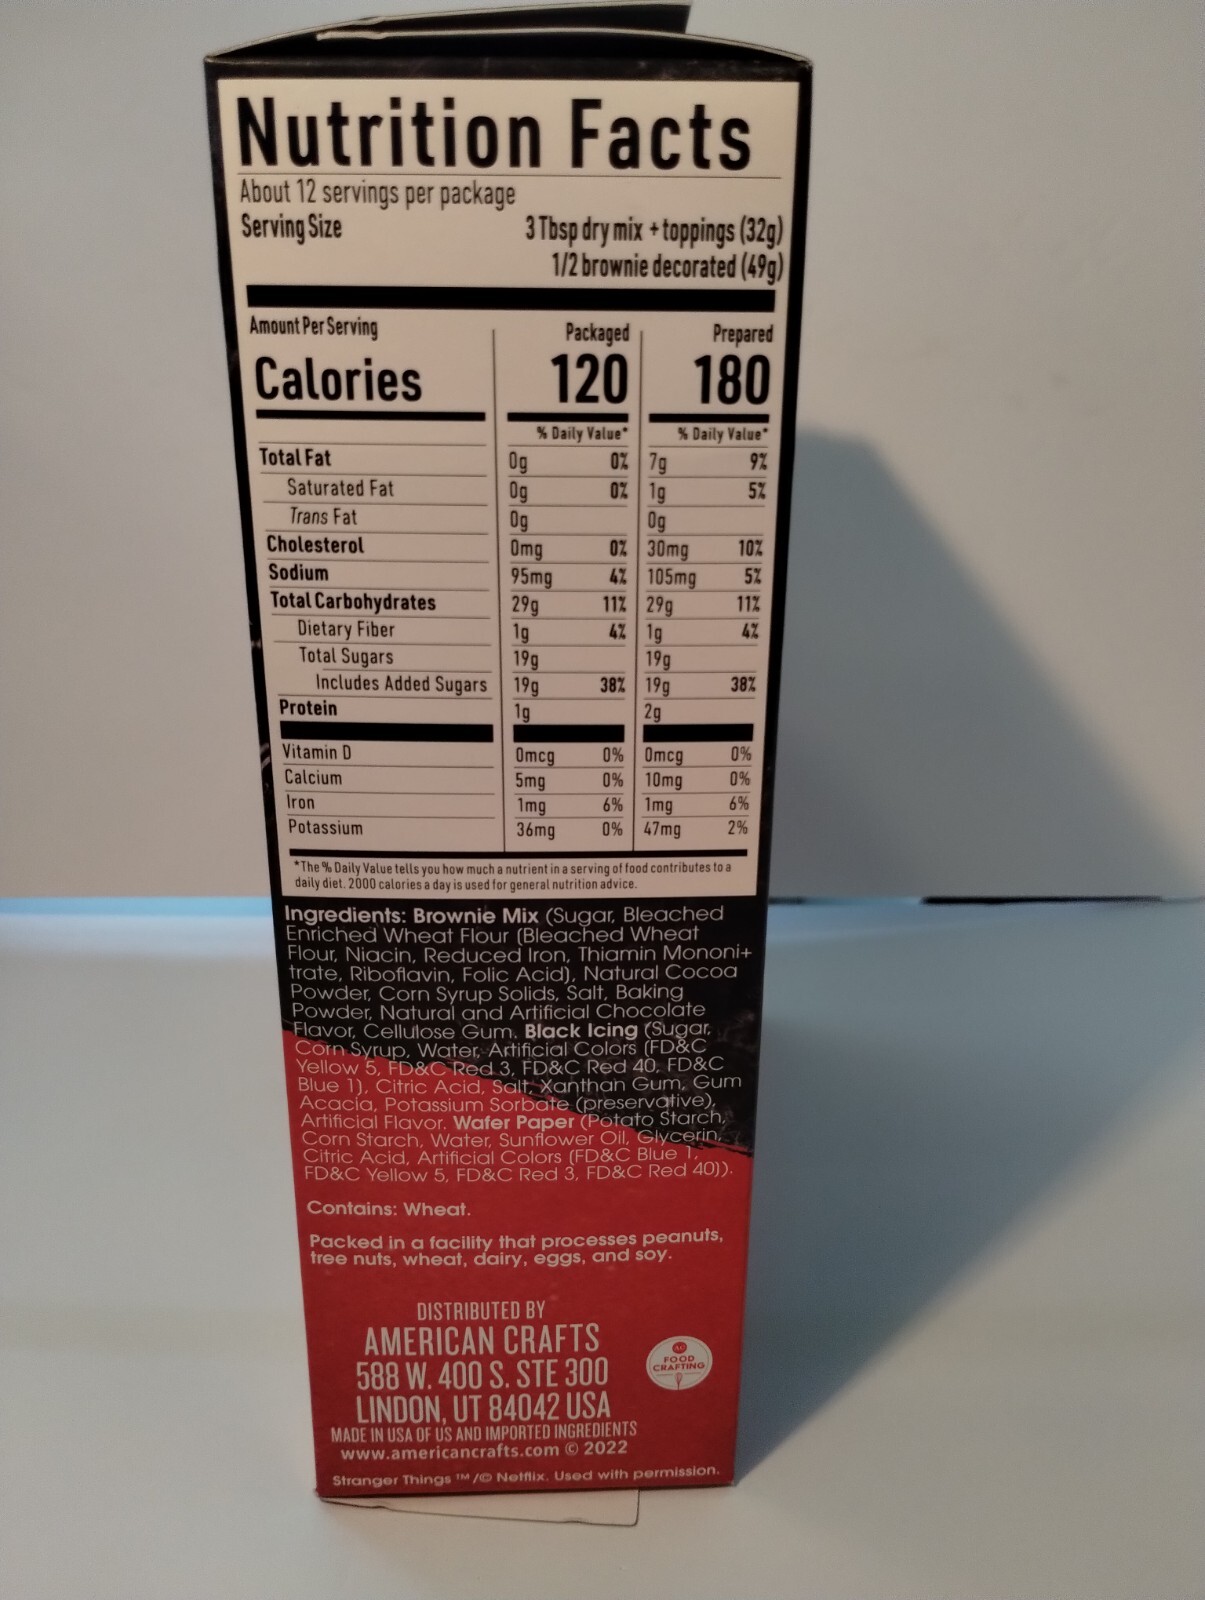 Nutrition Facts
About 12 servings per package
Serving Size 3 Tbsp dry mix + toppings (32g)
1/2 brownie decorated (49g)
Amount Per Serving Packaged Prepared
Calories 120 180
% Daily Value* % Daily Value*
Total Fat 0g 0% 7g 9%
Saturated Fat 0g 0% 1g 5%
Trans Fat 0g 0g
Cholesterol 0mg 0% 30mg 10%
Sodium 95mg 4% 105mg 5%
Total Carbohydrates 29g 11% 29g 11%
Dietary Fiber 1g 4% 1g 4%
Total Sugars 19g 19g
Includes Added Sugars 19g 38% 19g 38%
Protein 1g 2g
Vitamin D 0mcg 0% 0mcg 0%
Calcium 5mg 0% 10mg 0%
Iron 1mg 6% 1mg 6%
Potassium 36mg 0% 47mg 2%
*The % Daily Value tells you how much a nutrient in a serving of food contributes to a
daily diet. 2000 calories a day is used for general nutrition advice.
Ingredients: Brownie Mix (Sugar, Bleached
Enriched Wheat Flour (Bleached Wheat
Flour, Niacin, Reduced Iron, Thiamin Mononi+
trate, Riboflavin, Folic Acid), Natural Cocoa
Powder, Corn Syrup Solids, Salt, Baking
Powder, Natural and Artificial Chocolate
Flavor, Cellulose Gum. Black Icing (Sugar,
Corn Syrup, Water, Artificial Colors (FD&C
Yellow 5, FD&C Red 3, FD&C Red 40, FD&C
Blue 1), Citric Acid, Salt, Xanthan Gum, Gum
Acacia, Potassium Sorbate (preservative),
Artificial Flavor. Wafer Paper (Potato Starch,
Corn Starch, Water, Sunflower Oil, Glycerin,
Citric Acid, Artificial Colors (FD&C Blue 1,
FD&C Yellow 5, FD&C Red 3, FD&C Red 40)).
Contains: Wheat.
Packed in a facility that processes peanuts,
tree nuts, wheat, dairy, eggs, and soy.
DISTRIBUTED BY
AMERICAN CRAFTS
588 W. 400 S. STE 300
LINDON, UT 84042 USA
MADE IN USA OF US AND IMPORTED INGREDIENTS
www.americancrafts.com © 2022
AC
FOOD
CRAFTING
Stranger Things ™/© Netflix. Used with permission.